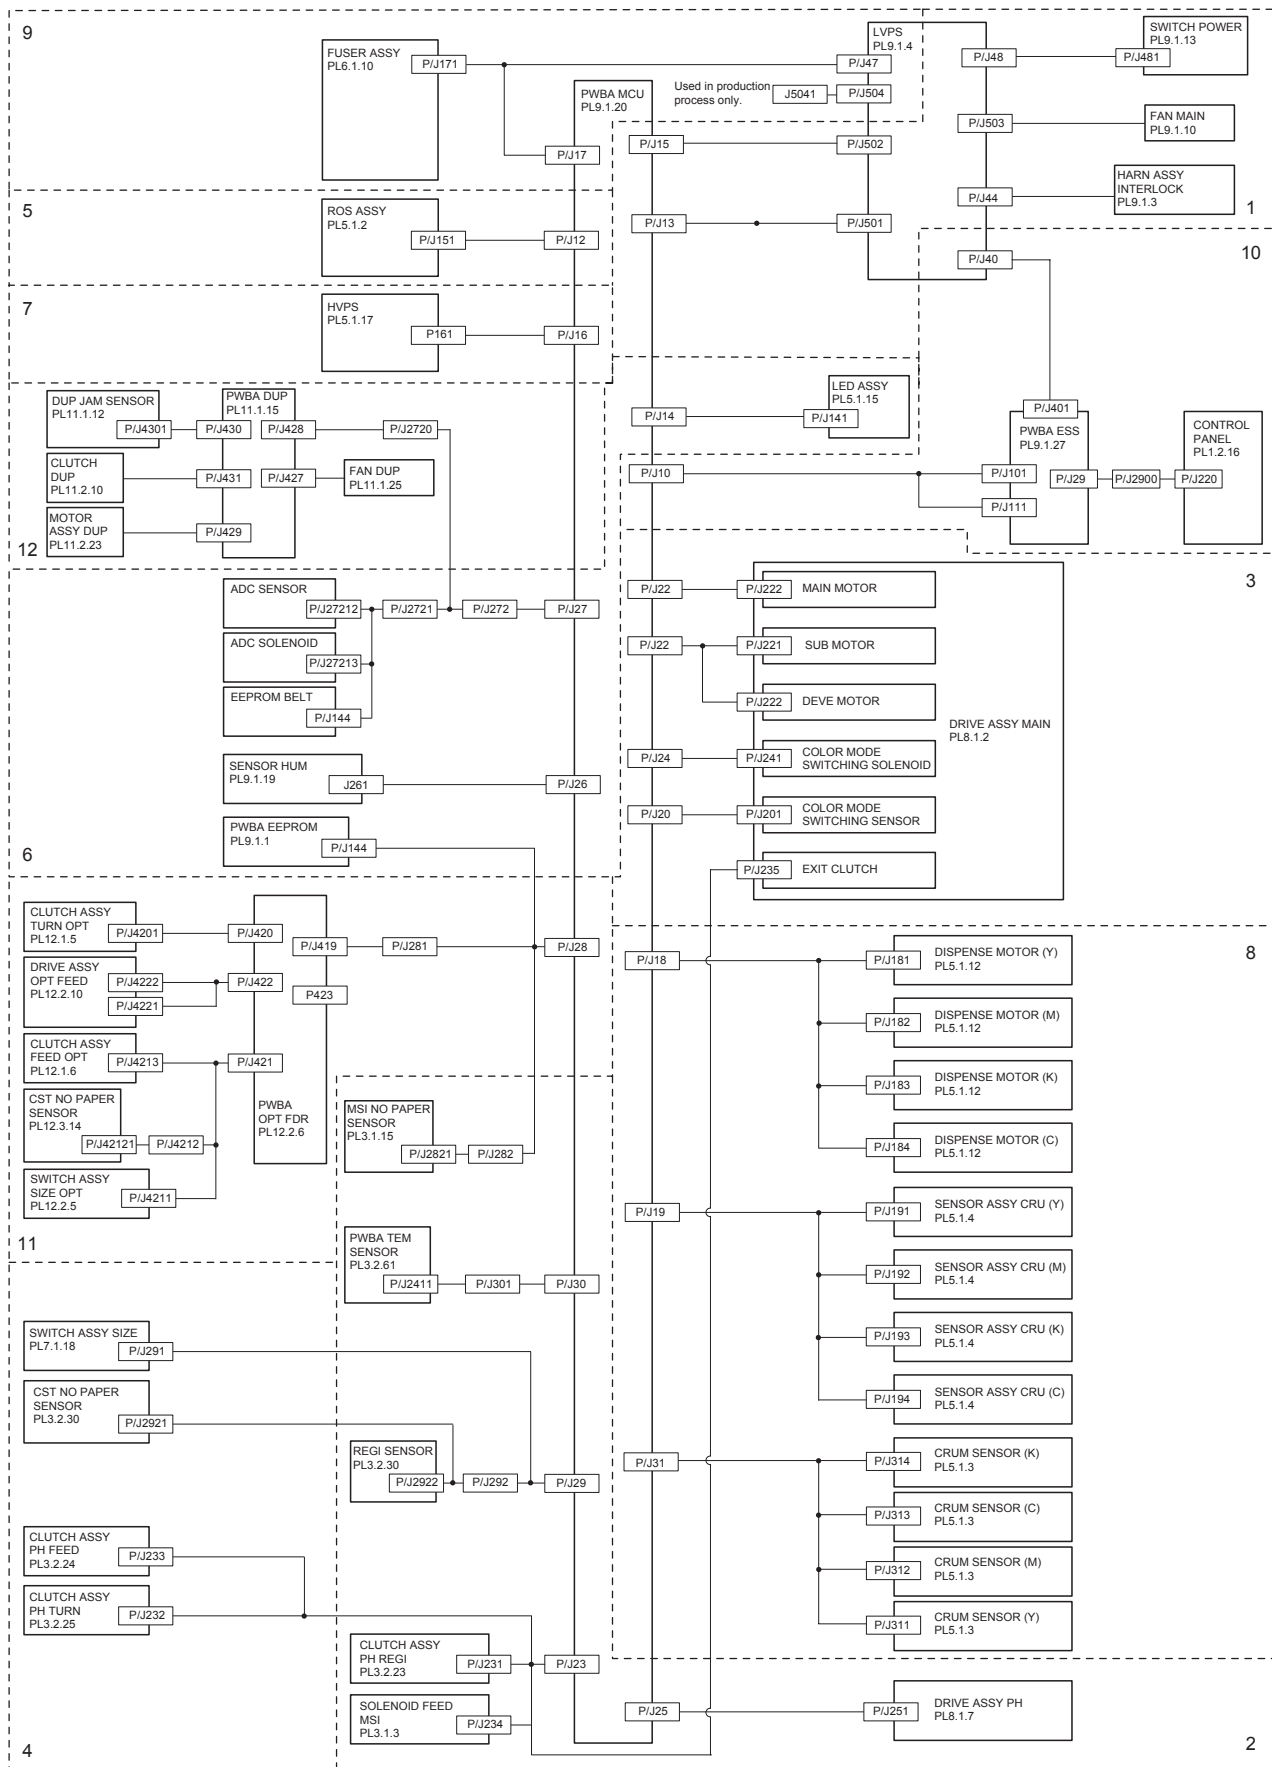 9
FUSER ASSY
PL6.1.10
P/J171
LVPS
PL9.1.4
P/J47
P/J48
SWITCH POWER
PL9.1.13
P/J481
Used in production
process only.
J5041
P/J504
PWBA MCU
PL9.1.20
P/J17
P/J15
P/J502
P/J503
FAN MAIN
PL9.1.10
HARN ASSY
INTERLOCK
PL9.1.3
P/J44
1
5
ROS ASSY
PL5.1.2
P/J151
P/J12
P/J13
P/J501
P/J40
10
7
HVPS
PL5.1.17
P161
P/J16
DUP JAM SENSOR
PL11.1.12
P/J4301
P/J430
PWBA DUP
PL11.1.15
P/J428
P/J2720
CLUTCH
DUP
PL11.2.10
P/J431
P/J427
FAN DUP
PL11.1.25
MOTOR
ASSY DUP
PL11.2.23
P/J429
12
LED ASSY
PL5.1.15
P/J14
P/J141
P/J401
PWBA ESS
PL9.1.27
CONTROL
PANEL
PL1.2.16
P/J10
P/J101
P/J29
P/J2900
P/J220
P/J111
3
ADC SENSOR
P/J27212
P/J2721
P/J272
P/J27
ADC SOLENOID
P/J27213
EEPROM BELT
P/J144
SENSOR HUM
PL9.1.19
J261
P/J26
PWBA EEPROM
PL9.1.1
P/J144
6
P/J22
P/J222
MAIN MOTOR
P/J22
P/J221
SUB MOTOR
P/J222
DEVE MOTOR
DRIVE ASSY MAIN
PL8.1.2
P/J24
P/J241
COLOR MODE
SWITCHING SOLENOID
P/J20
P/J201
COLOR MODE
SWITCHING SENSOR
P/J235
EXIT CLUTCH
CLUTCH ASSY
TURN OPT
PL12.1.5
P/J4201
P/J420
P/J419
P/J281
P/J28
DRIVE ASSY
OPT FEED
PL12.2.10
P/J4222
P/J4221
P/J422
P423
CLUTCH ASSY
FEED OPT
PL12.1.6
P/J4213
P/J421
CST NO PAPER
SENSOR
PL12.3.14
P/J42121
P/J4212
PWBA
OPT FDR
PL12.2.6
SWITCH ASSY
SIZE OPT
PL12.2.5
P/J4211
11
MSI NO PAPER
SENSOR
PL3.1.15
P/J2821
P/J282
PWBA TEM
SENSOR
PL3.2.61
P/J2411
P/J301
P/J30
8
P/J18
P/J181
DISPENSE MOTOR (Y)
PL5.1.12
P/J182
DISPENSE MOTOR (M)
PL5.1.12
P/J183
DISPENSE MOTOR (K)
PL5.1.12
P/J184
DISPENSE MOTOR (C)
PL5.1.12
P/J19
P/J191
SENSOR ASSY CRU (Y)
PL5.1.4
P/J192
SENSOR ASSY CRU (M)
PL5.1.4
P/J193
SENSOR ASSY CRU (K)
PL5.1.4
P/J194
SENSOR ASSY CRU (C)
PL5.1.4
P/J31
P/J314
CRUM SENSOR (K)
PL5.1.3
P/J313
CRUM SENSOR (C)
PL5.1.3
P/J312
CRUM SENSOR (M)
PL5.1.3
P/J311
CRUM SENSOR (Y)
PL5.1.3
SWITCH ASSY SIZE
PL7.1.18
P/J291
CST NO PAPER
SENSOR
PL3.2.30
P/J2921
REGI SENSOR
PL3.2.30
P/J2922
P/J292
P/J29
CLUTCH ASSY
PH FEED
PL3.2.24
P/J233
CLUTCH ASSY
PH TURN
PL3.2.25
P/J232
CLUTCH ASSY
PH REGI
PL3.2.23
P/J231
P/J23
SOLENOID FEED
MSI
PL3.1.3
P/J234
4
P/J25
P/J251
DRIVE ASSY PH
PL8.1.7
2